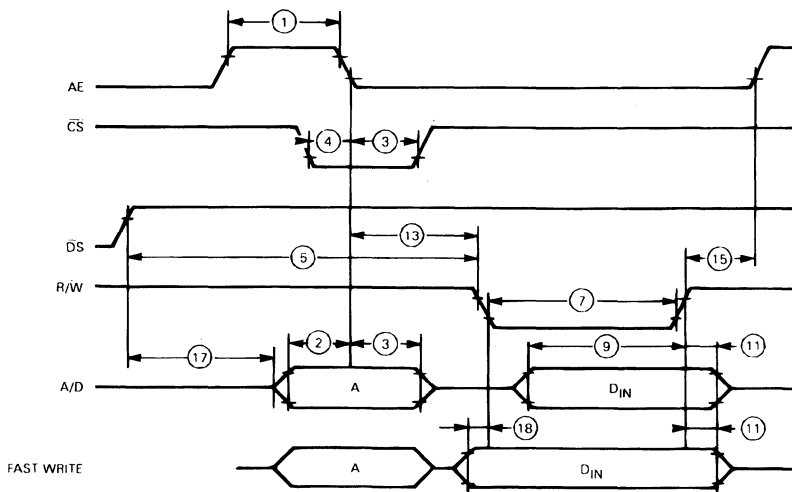 1
AE
CS
4 3
13
DS
5
15
R/W
7
17 2 3 9 11
A/D A DIN
18 11
FAST WRITE A DIN